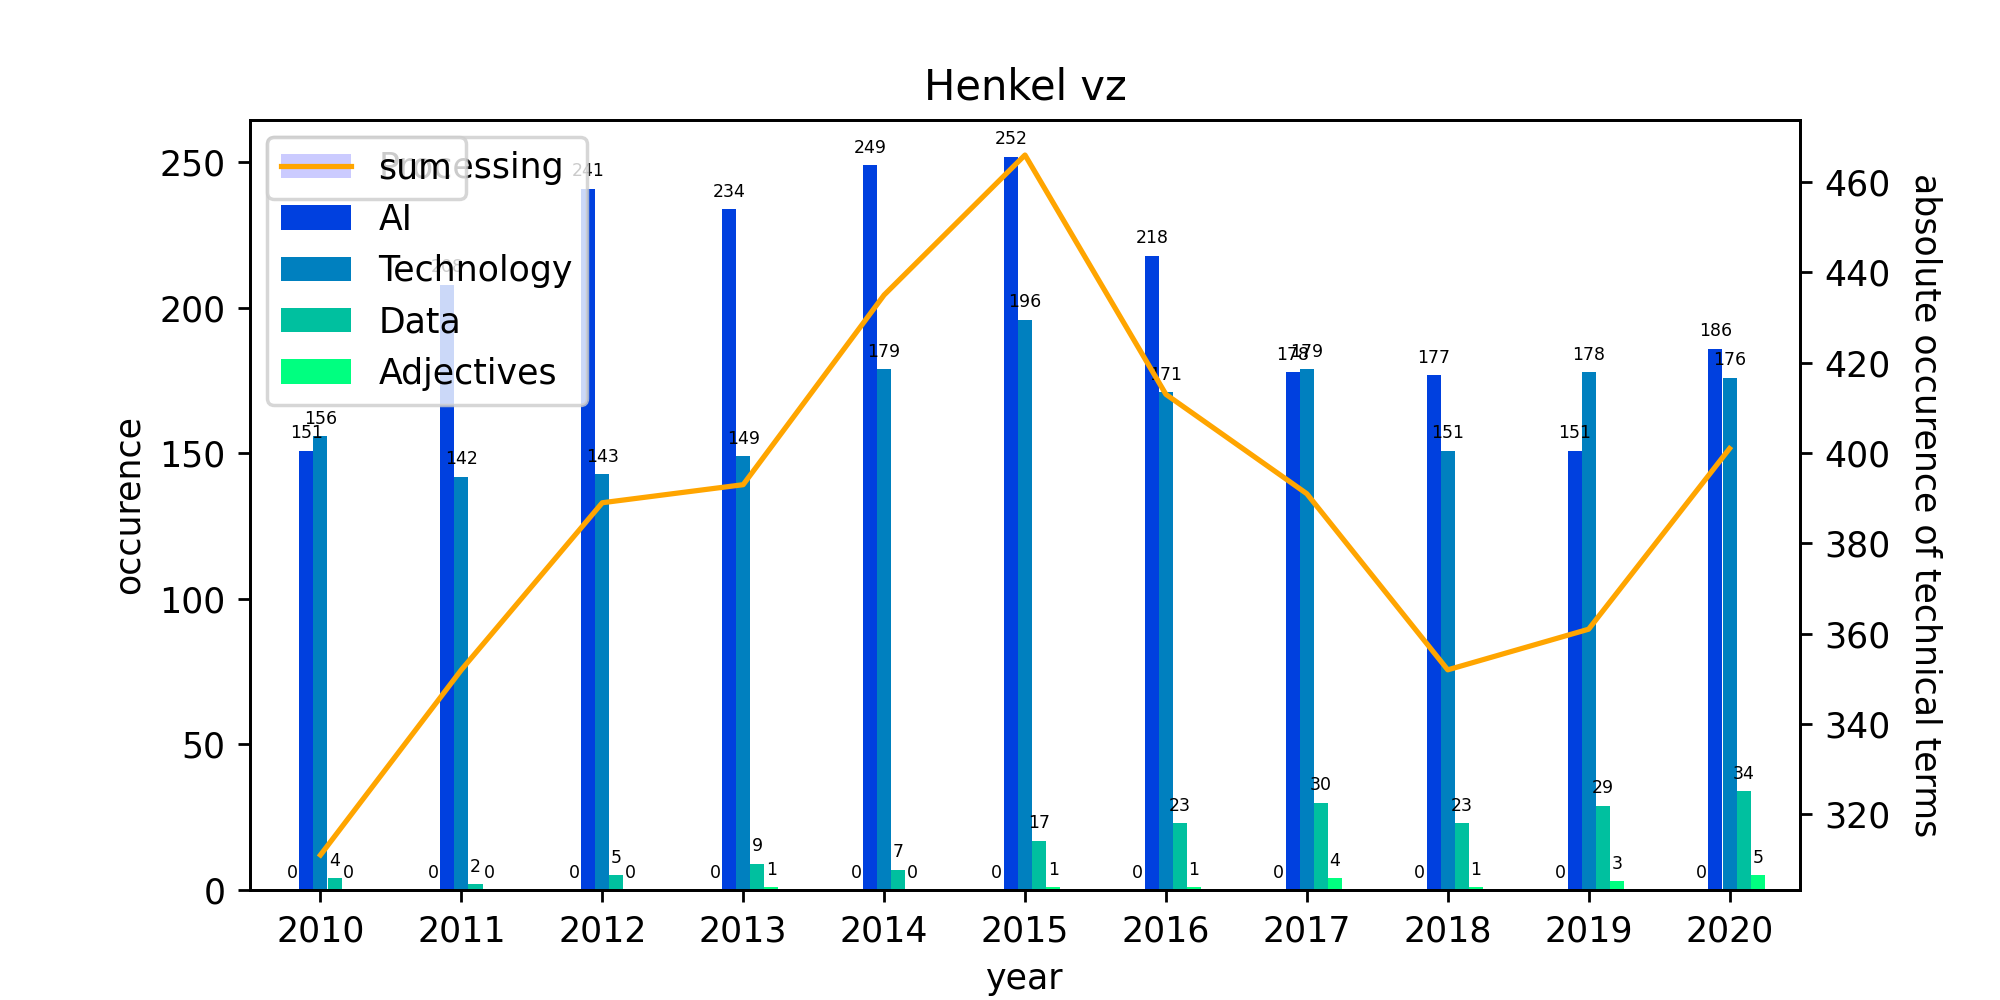 Henkel vz
sum
Processing
AI
Technology
Data
Adjectives
250
200
150
100
50
0
occurence
460
440
420
400
380
360
340
320
absolute occurence of technical terms
0 151 156 4 0
0 208 142 2 0
0 241 143 5 0
0 234 149 9 1
0 249 179 7 0
0 252 196 17 1
0 218 171 23 1
0 178 179 30 4
0 177 151 23 1
0 151 178 29 3
0 186 176 34 5
2010 2011 2012 2013 2014 2015 2016 2017 2018 2019 2020
year